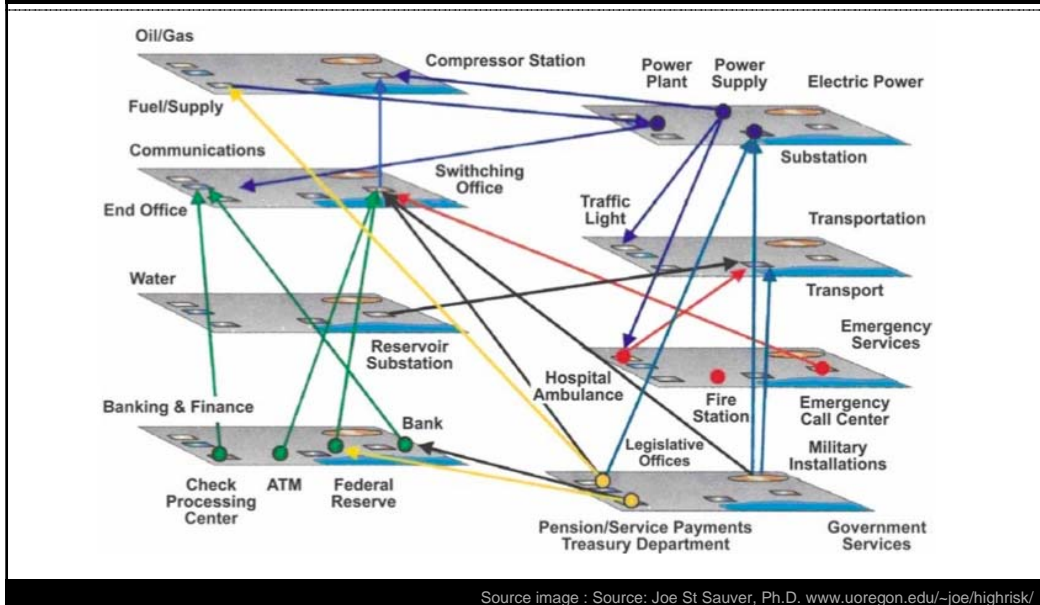 Oil/Gas
Compressor Station
Power
Plant
Power
Supply
Electric Power
Fuel/Supply
Communications
Substation
Swithching
Office
End Office
Traffic
Light
Transportation
Water
Transport
Reservoir
Substation
Emergency
Services
Hospital
Ambulance
Fire
Station
Emergency
Call Center
Banking & Finance
Bank
Legislative
Offices
Military
Installations
Check
Processing
Center
ATM
Federal
Reserve
Pension/Service Payments
Treasury Department
Government
Services
Source image : Source: Joe St Sauver, Ph.D. www.uoregon.edu/~joe/highrisk/